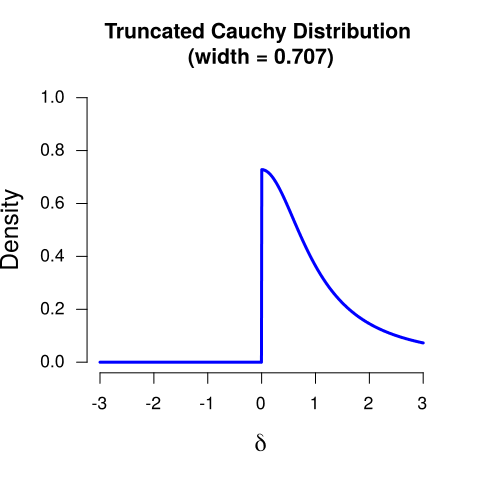 Truncated Cauchy Distribution
(width = 0.707)
1.0
0.8
0.6
0.4
0.2
0.0
Density
-3 -2 -1 0 1 2 3
δ